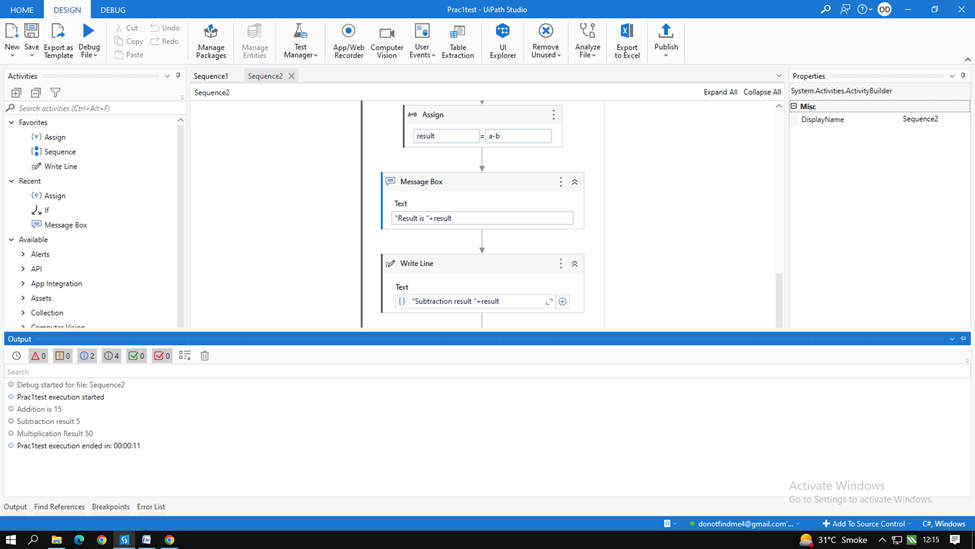 HOME DESIGN DEBUG Prac1test - UiPath Studio OD
New Save Export as Template Debug File Cut Copy Paste Undo Redo Manage Packages Manage Entities Test Manager App/Web Recorder Computer Vision User Events Table Extraction UI Explorer Remove Unused Analyze File Export to Excel Publish
Activities
Search activities (Ctrl+Alt+F)
Favorites
Assign
Sequence
Write Line
Recent
Assign
If
Message Box
Available
Alerts
API
App Integration
Assets
Collection
Computer Vision
Sequence1 Sequence2
Sequence2 Expand All Collapse All
A*B Assign
result = a-b
Message Box
Text
"Result is "+result
Write Line
Text
"Subtraction result "+result
Properties
System.Activities.ActivityBuilder
Misc
DisplayName Sequence2
Output
0 0 2 4 0 0
Search
Debug started for file: Sequence2
Prac1test execution started
Addition is 15
Subtraction result 5
Multiplication Result 50
Prac1test execution ended in: 00:00:11
Activate Windows
Go to Settings to activate Windows.
Output Find References Breakpoints Error List
donotfindme4@gmail.com'... Add To Source Control C#, Windows
31°C Smoke 12:15